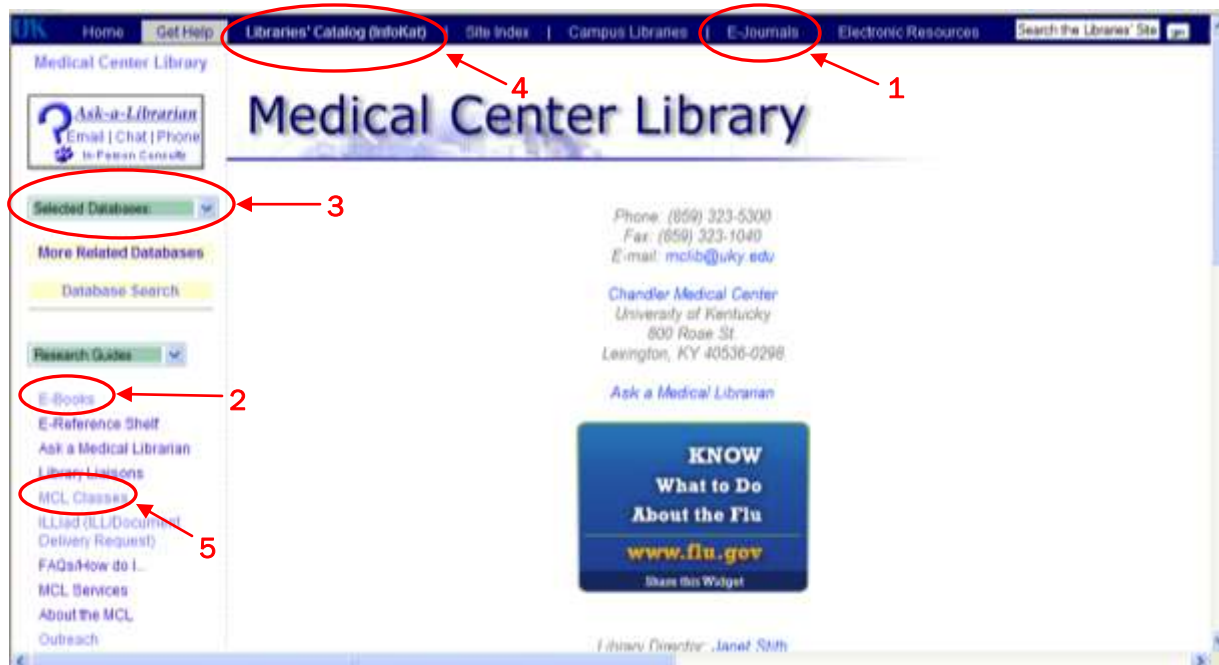 UK Home Get Help Libraries' Catalog (InfoKat) | Site Index | Campus Libraries | E-Journals Electronic Resources Search the Libraries' Site go
1
4
Medical Center Library
Ask-a-Librarian
Email | Chat | Phone
In-Person Consults
Medical Center Library
Selected Databases
3
More Related Databases
Database Search
Research Guides
E-Books
2
E-Reference Shelf
Ask a Medical Librarian
Library Liaisons
MCL Classes
5
ILLiad (ILL/Document
Delivery Request)
FAQs/How do I...
MCL Services
About the MCL
Outreach
Phone: (859) 323-5300
Fax: (859) 323-1040
E-mail: mclib@uky.edu
Chandler Medical Center
University of Kentucky
800 Rose St.
Lexington, KY 40536-0298
Ask a Medical Librarian
KNOW
What to Do
About the Flu
www.flu.gov
Share this Widget
Library Director: Janet Stith